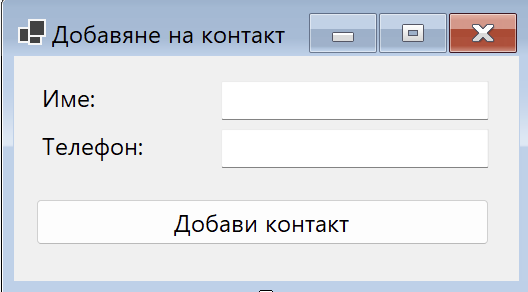 Добавяне на контакт
Име:
Телефон:
Добави контакт